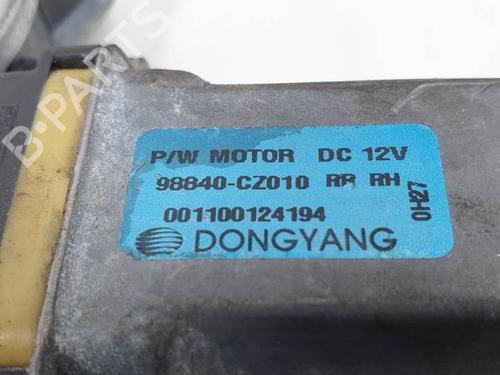 B-PARTS
P/W MOTOR DC 12V
98840-CZ010 RR RH
001100124194
0H27
DONGYANG